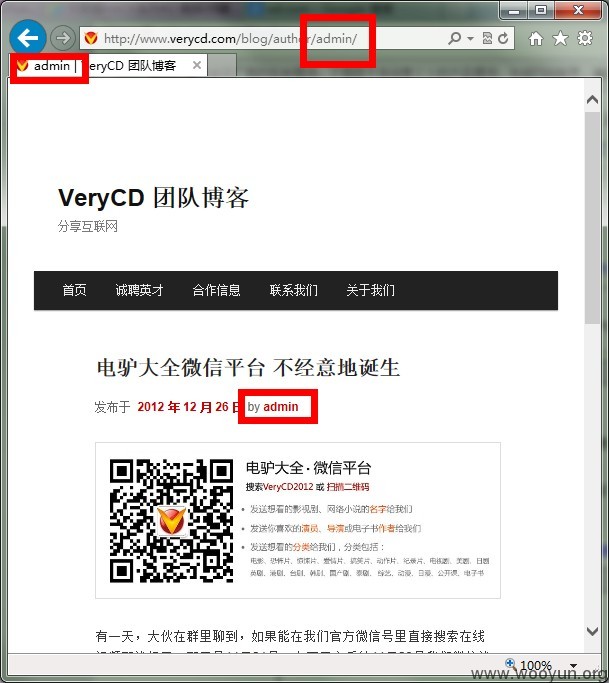 http://www.verycd.com/blog/author/admin/
admin | VeryCD 团队博客
VeryCD 团队博客
分享互联网
首页 诚聘英才 合作信息 联系我们 关于我们
电驴大全微信平台 不经意地诞生
发布于 2012 年 12 月 26 日 by admin
电驴大全·微信平台
搜索VeryCD2012 或 扫描二维码
• 发送想看的影视剧、网络小说的名字给我们
• 发送你喜欢的演员、导演或电子书作者给我们
• 发送想看的分类给我们，分类包括：
电影、恐怖片、惊悚片、爱情片、搞笑片、动作片、纪录片、电视剧、美剧、日剧
英剧、港剧、台剧、韩剧、国产剧、泰剧、综艺、动漫、日漫、公开课、电子书
有一天，大伙在群里聊到，如果能在我们官方微信号里直接搜索在线
100%
www.wooyun.org